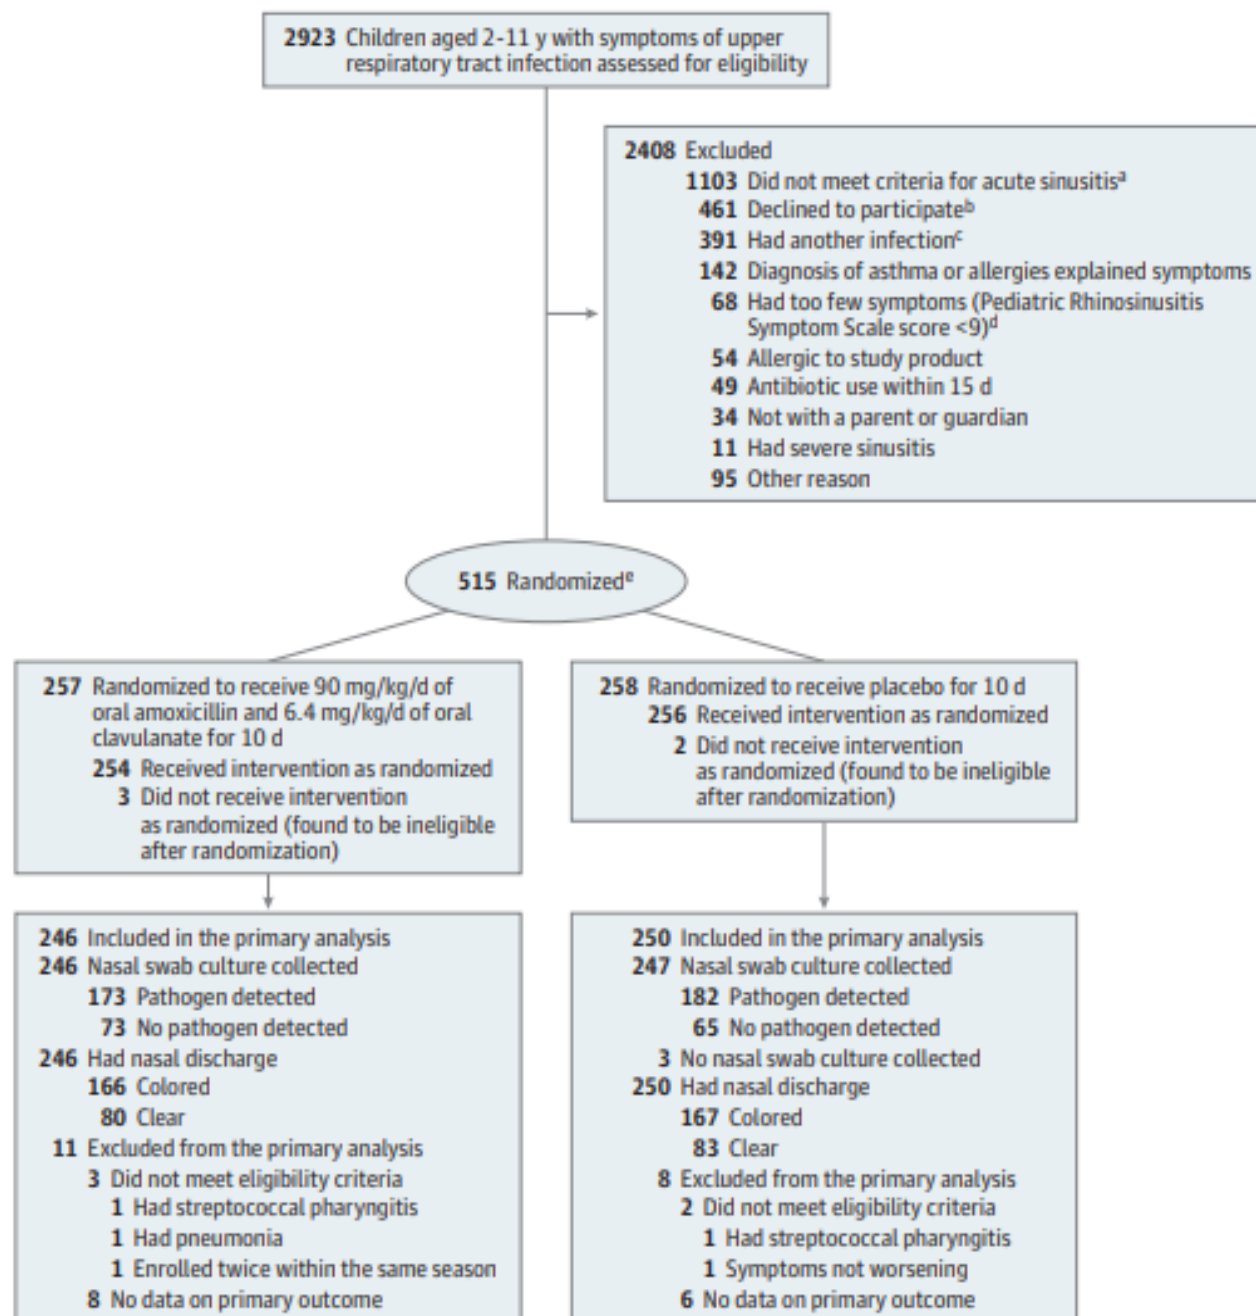 2923 Children aged 2-11 y with symptoms of upper
respiratory tract infection assessed for eligibility
2408 Excluded
1103 Did not meet criteria for acute sinusitisᵃ
461 Declined to participateᵇ
391 Had another infectionᶜ
142 Diagnosis of asthma or allergies explained symptoms
68 Had too few symptoms (Pediatric Rhinosinusitis
Symptom Scale score <9)ᵈ
54 Allergic to study product
49 Antibiotic use within 15 d
34 Not with a parent or guardian
11 Had severe sinusitis
95 Other reason
515 Randomizedᵉ
257 Randomized to receive 90 mg/kg/d of
oral amoxicillin and 6.4 mg/kg/d of oral
clavulanate for 10 d
254 Received intervention as randomized
3 Did not receive intervention
as randomized (found to be ineligible
after randomization)
258 Randomized to receive placebo for 10 d
256 Received intervention as randomized
2 Did not receive intervention
as randomized (found to be ineligible
after randomization)
246 Included in the primary analysis
246 Nasal swab culture collected
173 Pathogen detected
73 No pathogen detected
246 Had nasal discharge
166 Colored
80 Clear
11 Excluded from the primary analysis
3 Did not meet eligibility criteria
1 Had streptococcal pharyngitis
1 Had pneumonia
1 Enrolled twice within the same season
8 No data on primary outcome
250 Included in the primary analysis
247 Nasal swab culture collected
182 Pathogen detected
65 No pathogen detected
3 No nasal swab culture collected
250 Had nasal discharge
167 Colored
83 Clear
8 Excluded from the primary analysis
2 Did not meet eligibility criteria
1 Had streptococcal pharyngitis
1 Symptoms not worsening
6 No data on primary outcome